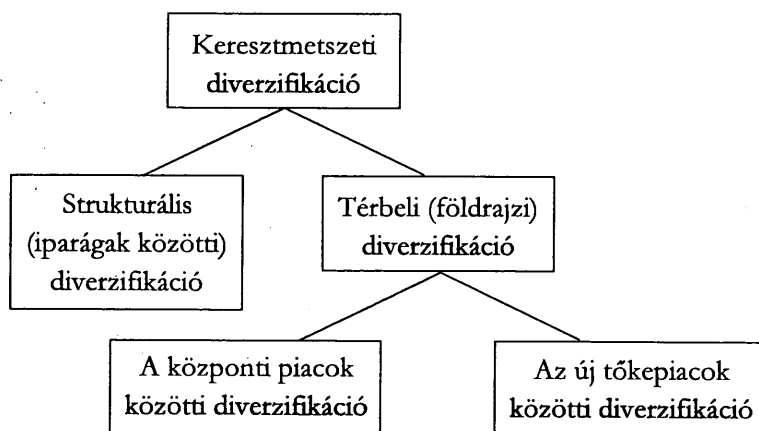 Keresztmetszeti
diverzifikáció
Strukturális
(iparágak közötti)
diverzifikáció
Térbeli (földrajzi)
diverzifikáció
A központi piacok
közötti diverzifikáció
Az új tőkepiacok
közötti diverzifikáció